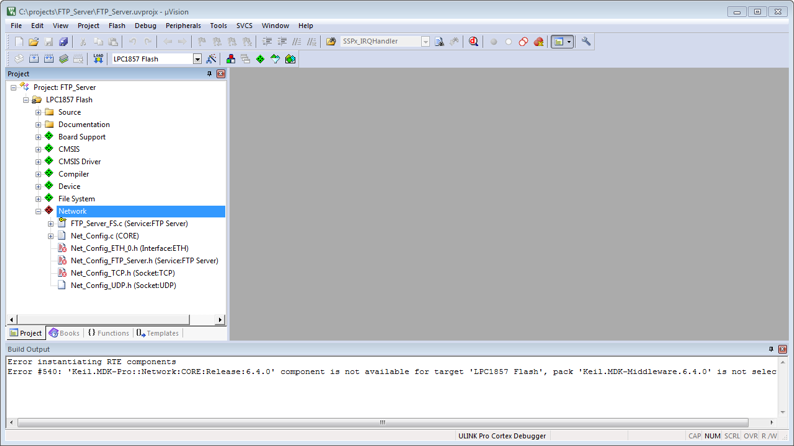 C:\projects\FTP_Server\FTP_Server.uvprojx - µVision
File Edit View Project Flash Debug Peripherals Tools SVCS Window Help
SSPx_IRQHandler
LOAD LPC1857 Flash
Project
Project: FTP_Server
LPC1857 Flash
Source
Documentation
Board Support
CMSIS
CMSIS Driver
Compiler
Device
File System
Network
FTP_Server_FS.c (Service:FTP Server)
Net_Config.c (CORE)
Net_Config_ETH_0.h (Interface:ETH)
Net_Config_FTP_Server.h (Service:FTP Server)
Net_Config_TCP.h (Socket:TCP)
Net_Config_UDP.h (Socket:UDP)
Project Books {} Functions Templates
Build Output
Error instantiating RTE components
Error #540: 'Keil.MDK-Pro::Network:CORE:Release:6.4.0' component is not available for target 'LPC1857 Flash', pack 'Keil.MDK-Middleware.6.4.0' is not selec
ULINK Pro Cortex Debugger CAP NUM SCRL OVR R/W